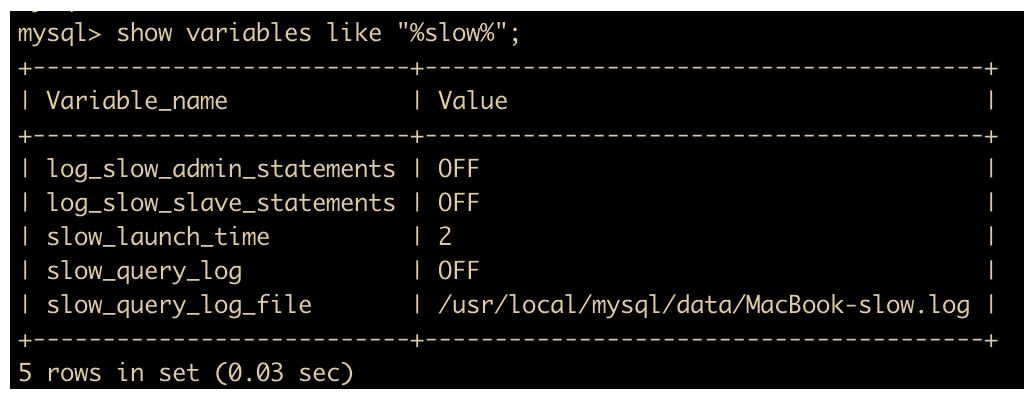 mysql> show variables like "%slow%";
+---------------------------+----------------------------------------+
| Variable_name             | Value                                  |
+---------------------------+----------------------------------------+
| log_slow_admin_statements | OFF                                    |
| log_slow_slave_statements | OFF                                    |
| slow_launch_time          | 2                                      |
| slow_query_log            | OFF                                    |
| slow_query_log_file       | /usr/local/mysql/data/MacBook-slow.log |
+---------------------------+----------------------------------------+
5 rows in set (0.03 sec)